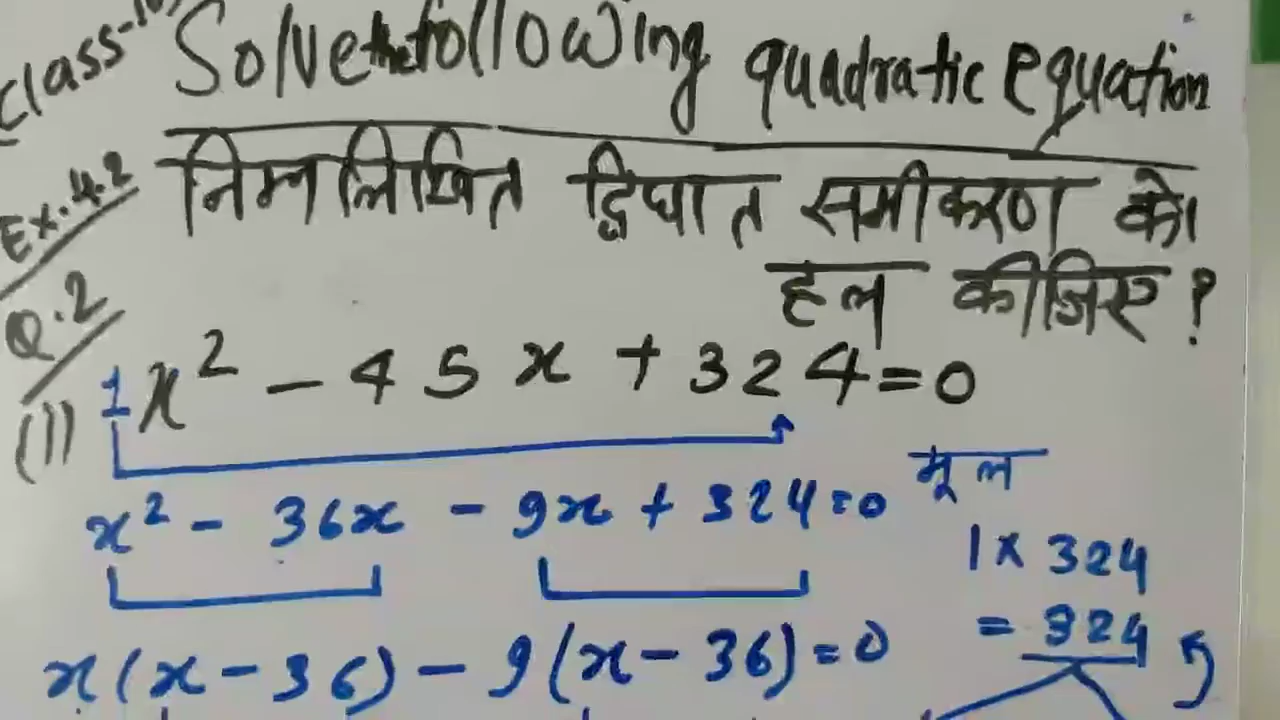 Class-10
Solve the following quadratic equation
Ex.4.2
निम्नलिखित द्विघात समीकरण को
हल कीजिए?
Q.2
(1) 1x² - 45x + 324=0
मूल
x² - 36x - 9x + 324=0
1 x 324
= 324
x(x-36) - 9(x-36)=0